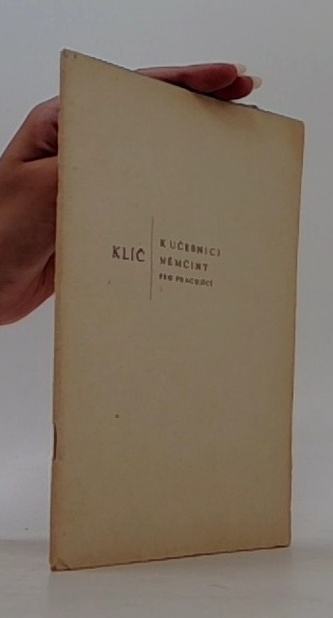 KLÍČ
K UČEBNICI
NĚMČINY
PRO PRACUJÍCÍ